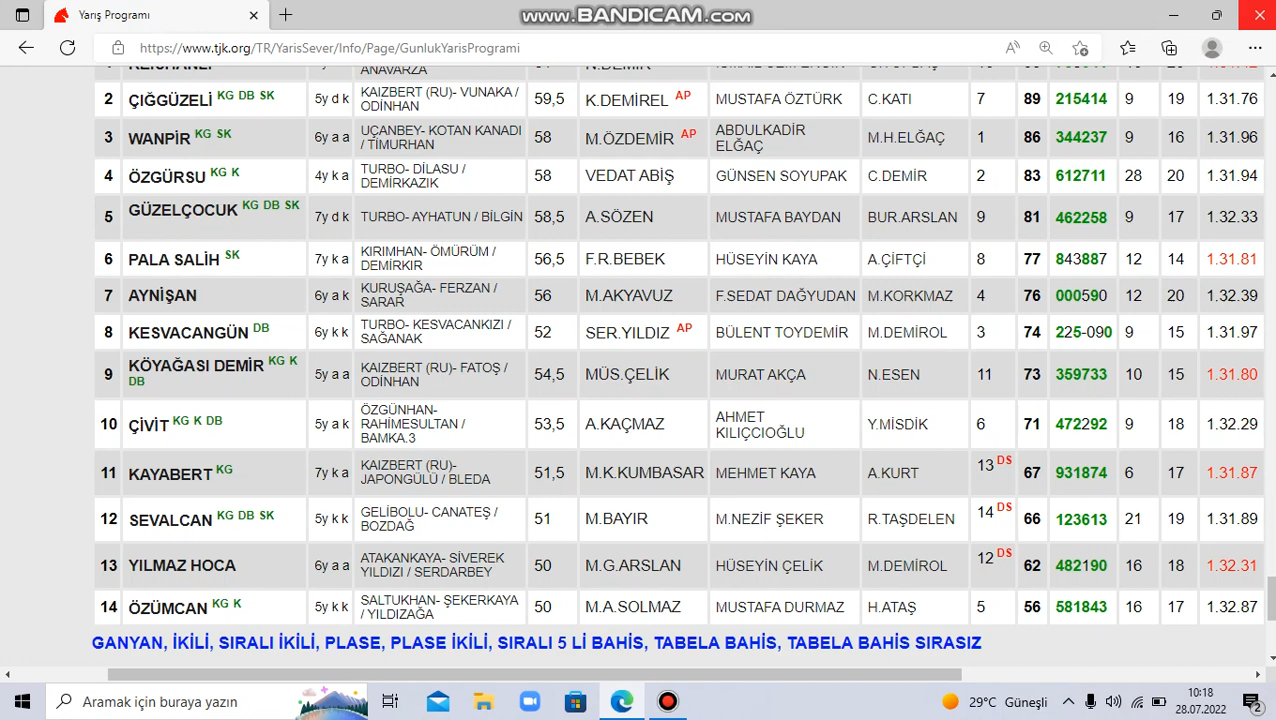 Yarış Programı
www.BANDICAM.com
https://www.tjk.org/TR/YarisSever/Info/Page/GunlukYarisProgrami
ANAVARZA
2 ÇIĞGÜZELİ KG DB SK 5y d k KAIZBERT (RU)- VUNAKA / ODİNHAN 59,5 K.DEMİREL AP MUSTAFA ÖZTÜRK C.KATI 7 89 215414 9 19 1.31.76
3 WANPİR KG SK 6y a a UÇANBEY- KOTAN KANADI / TİMURHAN 58 M.ÖZDEMİR AP ABDULKADİR ELĞAÇ M.H.ELĞAÇ 1 86 344237 9 16 1.31.96
4 ÖZGÜRSU KG K 4y k a TURBO- DİLASU / DEMİRKAZIK 58 VEDAT ABİŞ GÜNSEN SOYUPAK C.DEMİR 2 83 612711 28 20 1.31.94
5 GÜZELÇOCUK KG DB SK 7y d k TURBO- AYHATUN / BİLGİN 58,5 A.SÖZEN MUSTAFA BAYDAN BUR.ARSLAN 9 81 462258 9 17 1.32.33
6 PALA SALİH SK 7y k a KIRIMHAN- ÖMÜRÜM / DEMİRKIR 56,5 F.R.BEBEK HÜSEYİN KAYA A.ÇİFTÇİ 8 77 843887 12 14 1.31.81
7 AYNİŞAN 6y a k KURUŞAĞA- FERZAN / SARAR 56 M.AKYAVUZ F.SEDAT DAĞYUDAN M.KORKMAZ 4 76 000590 12 20 1.32.39
8 KESVACANGÜN DB 6y k k TURBO- KESVACANKIZI / SAĞANAK 52 SER.YILDIZ AP BÜLENT TOYDEMİR M.DEMİROL 3 74 225-090 9 15 1.31.97
9 KÖYAĞASI DEMİR KG K DB 5y a a KAIZBERT (RU)- FATOŞ / ODİNHAN 54,5 MÜS.ÇELİK MURAT AKÇA N.ESEN 11 73 359733 10 15 1.31.80
10 ÇİVİT KG K DB 5y a k ÖZGÜNHAN- RAHİMESULTAN / BAMKA.3 53,5 A.KAÇMAZ AHMET KILIÇCIOĞLU Y.MİSDİK 6 71 472292 9 18 1.32.29
11 KAYABERT KG 7y k a KAIZBERT (RU)- JAPONGÜLÜ / BLEDA 51,5 M.K.KUMBASAR MEHMET KAYA A.KURT 13 DS 67 931874 6 17 1.31.87
12 SEVALCAN KG DB SK 5y k k GELİBOLU- CANATEŞ / BOZDAĞ 51 M.BAYIR M.NEZİF ŞEKER R.TAŞDELEN 14 DS 66 123613 21 19 1.31.89
13 YILMAZ HOCA 6y a a ATAKANKAYA- SİVEREK YILDIZI / SERDARBEY 50 M.G.ARSLAN HÜSEYİN ÇELİK M.DEMİROL 12 DS 62 482190 16 18 1.32.31
14 ÖZÜMCAN KG K 5y k k SALTUKHAN- ŞEKERKAYA / YILDIZAĞA 50 M.A.SOLMAZ MUSTAFA DURMAZ H.ATAŞ 5 56 581843 16 17 1.32.87
GANYAN, İKİLİ, SIRALI İKİLİ, PLASE, PLASE İKİLİ, SIRALI 5 Lİ BAHİS, TABELA BAHİS, TABELA BAHİS SIRASIZ
Aramak için buraya yazın
29°C Güneşli
10:18
28.07.2022
2